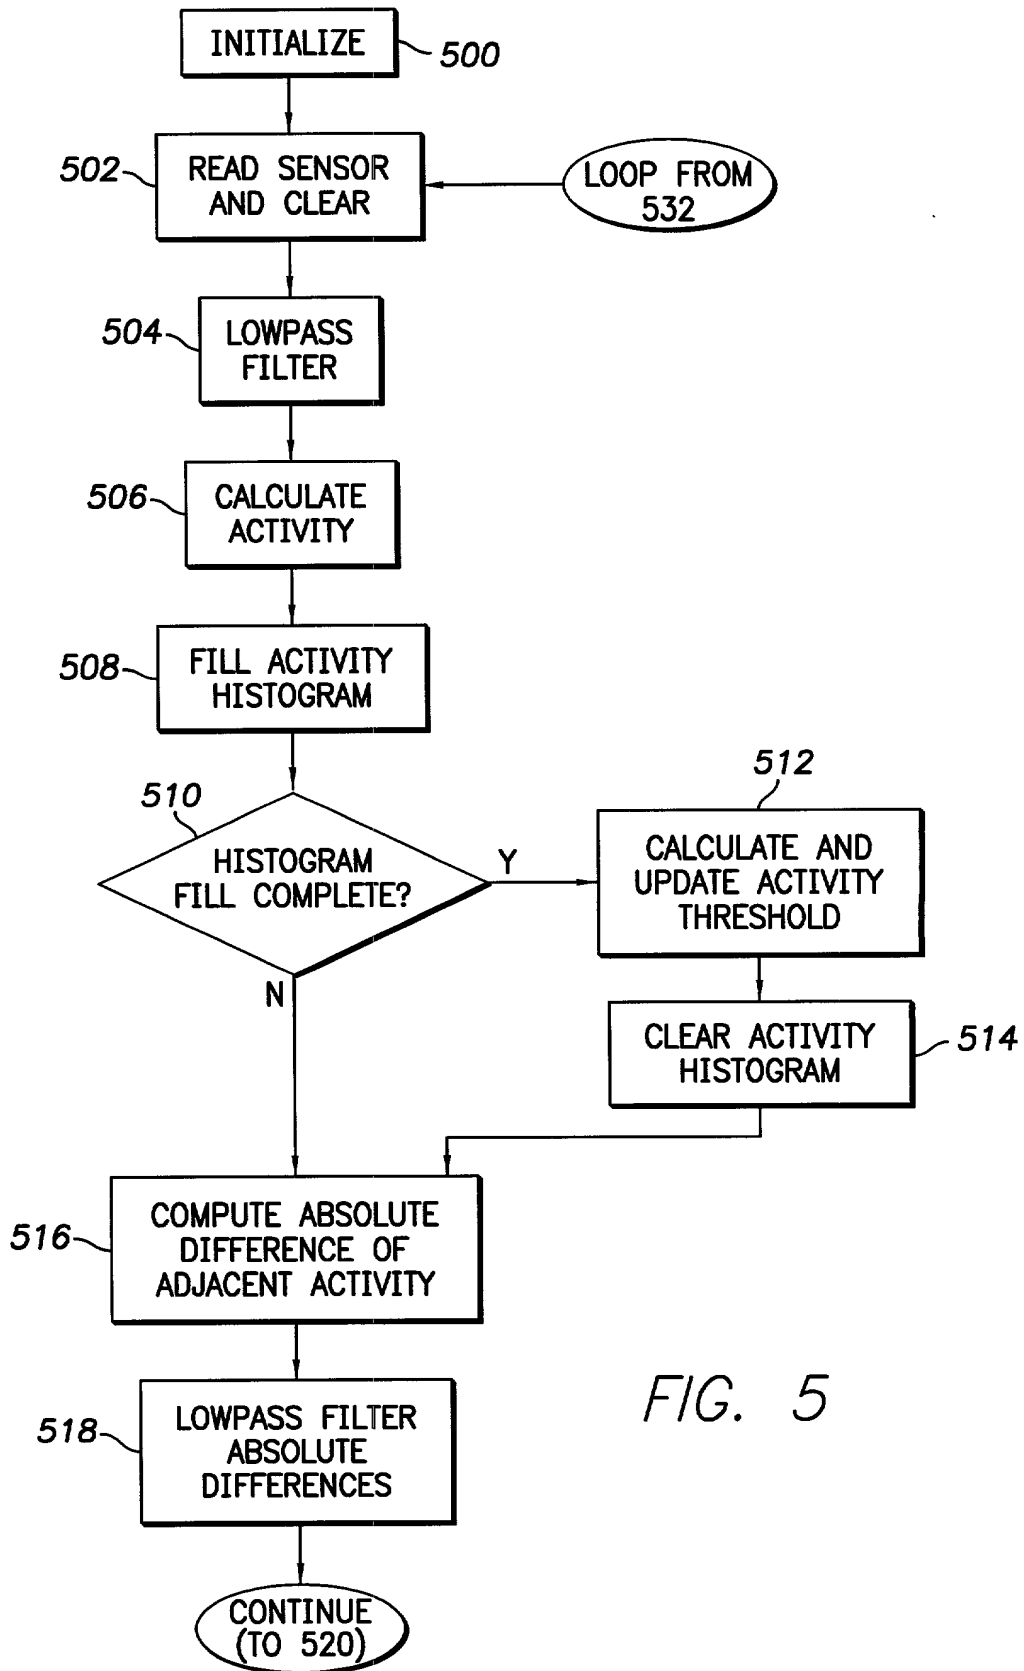 INITIALIZE
500
502
READ SENSOR
AND CLEAR
LOOP FROM
532
504
LOWPASS
FILTER
506
CALCULATE
ACTIVITY
508
FILL ACTIVITY
HISTOGRAM
510
HISTOGRAM
FILL COMPLETE?
Y
N
512
CALCULATE AND
UPDATE ACTIVITY
THRESHOLD
CLEAR ACTIVITY
HISTOGRAM
514
516
COMPUTE ABSOLUTE
DIFFERENCE OF
ADJACENT ACTIVITY
518
LOWPASS FILTER
ABSOLUTE
DIFFERENCES
CONTINUE
(TO 520)
FIG. 5